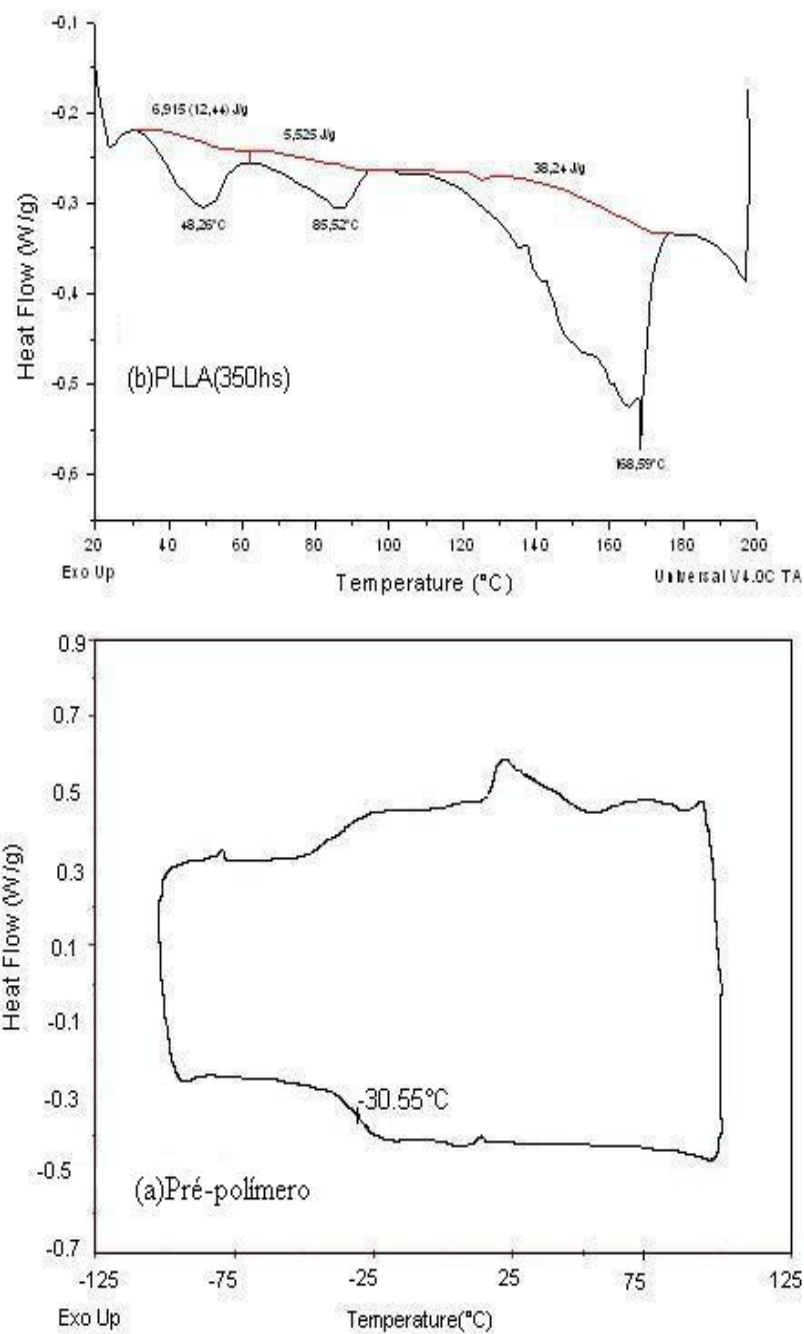 -0,1
6,915 (12,44) J/g
-0,2
5,525 J/g
38,24 J/g
-0,3
48,26°C
85,52°C
Heat Flow (W/g)
-0,4
(b)PLLA(350hs)
-0,5
168,59°C
-0,6
20 40 60 80 100 120 140 160 180 200
Exo Up
Temperature (°C)
Universal V4.0C TA
0.9
0.7
0.5
0.3
Heat Flow (W/g)
0.1
-0.1
-0.3
-30.55°C
-0.5
(a)Pré-polímero
-0.7
-125 -75 -25 25 75 125
Exo Up
Temperature(°C)